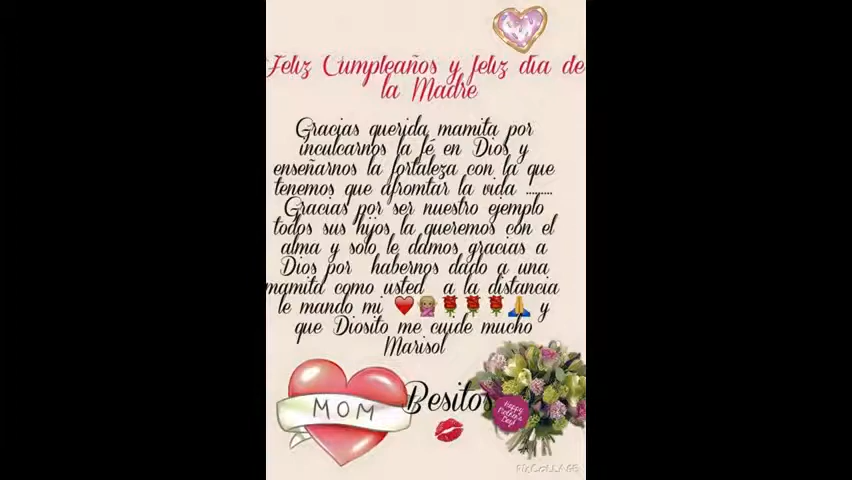 Feliz Cumpleaños y feliz día de
la Madre
Gracias querida mamita por
inculcarnos la fé en Dios y
enseñarnos la fortaleza con la que
tenemos que afromtar la vida .........
Gracias por ser nuestro ejemplo
todos sus hijos la queremos con el
alma y solo le damos gracias a
Dios por habernos dado a una
mamita como usted a la distancia
le mando mi ❤️🙅🌹🌹🌹🙏 y
que Diosito me cuide mucho
Marisol
MOM
Besitos
Happy
Mother's
Day!
PicCOLLAGE